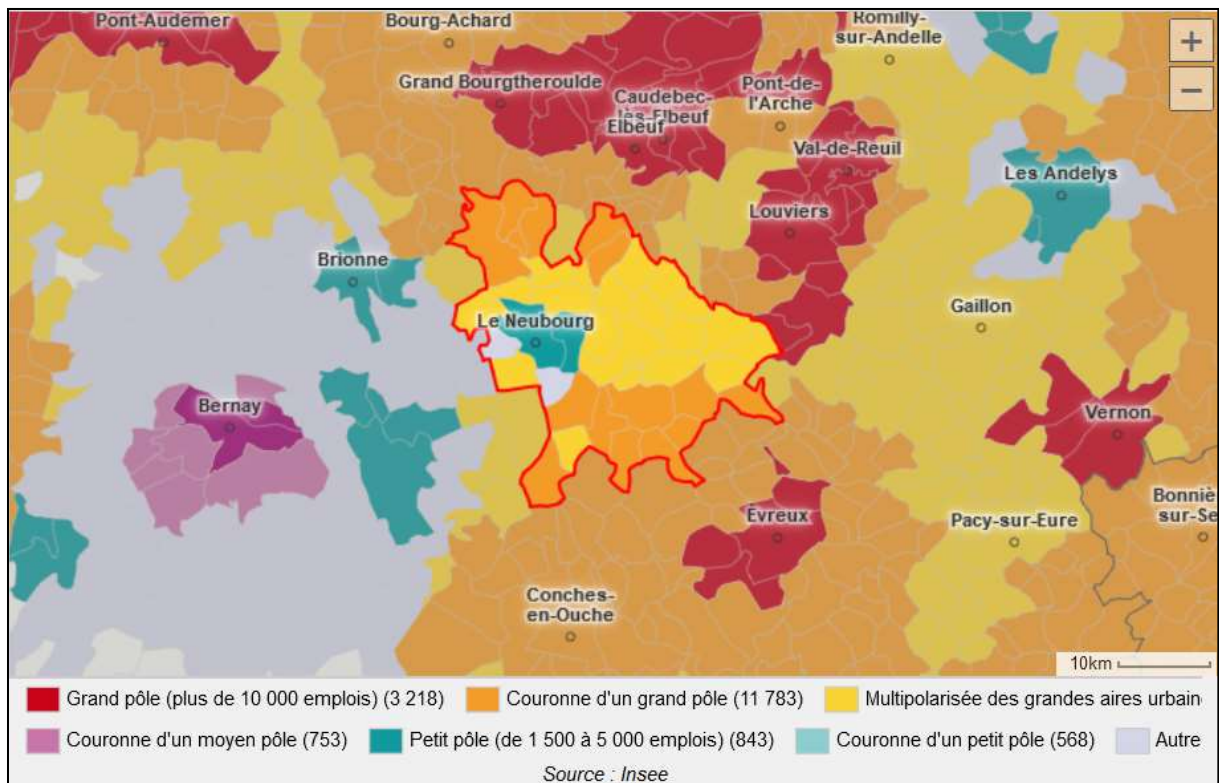 Pont-Audemer
Bourg-Achard
Romilly-
sur-Andelle
+
−
Grand Bourgtheroulde
Caudebec-
lès-Elbeuf
Elbeuf
Pont-de-
l'Arche
Val-de-Reuil
Les Andelys
Louviers
Brionne
Gaillon
Le Neubourg
Bernay
Vernon
Bonniè
sur-Se
Evreux
Pacy-sur-Eure
Conches-
en-Ouche
10km
Grand pôle (plus de 10 000 emplois) (3 218) Couronne d'un grand pôle (11 783) Multipolarisée des grandes aires urbain
Couronne d'un moyen pôle (753) Petit pôle (de 1 500 à 5 000 emplois) (843) Couronne d'un petit pôle (568) Autre
Source : Insee